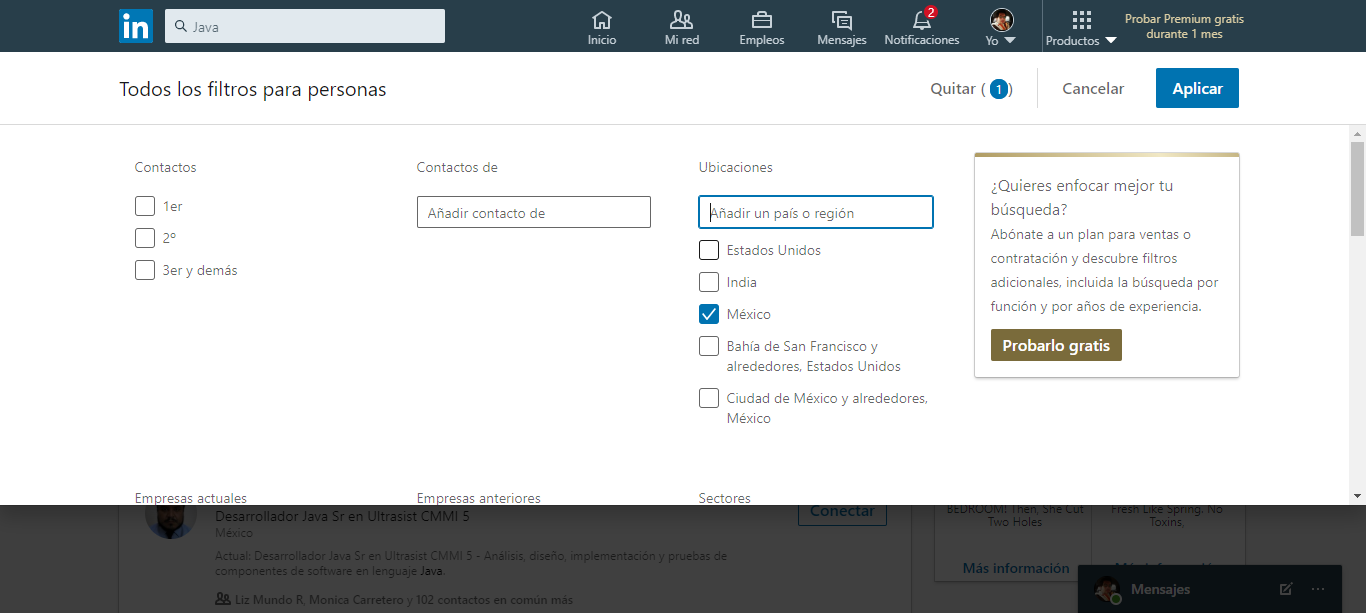 in
Java
Inicio
Mi red
Empleos
Mensajes
2
Notificaciones
Yo
Productos
Probar Premium gratis
durante 1 mes
Todos los filtros para personas
Quitar (1)
Cancelar
Aplicar
Contactos
1er
2º
3er y demás
Contactos de
Añadir contacto de
Ubicaciones
Añadir un país o región
Estados Unidos
India
México
Bahía de San Francisco y
alrededores, Estados Unidos
Ciudad de México y alrededores,
México
¿Quieres enfocar mejor tu
búsqueda?
Abónate a un plan para ventas o
contratación y descubre filtros
adicionales, incluida la búsqueda por
función y por años de experiencia.
Probarlo gratis
Empresas actuales
Empresas anteriores
Sectores
Desarrollador Java Sr en Ultrasist CMMI 5
México
Actual: Desarrollador Java Sr en Ultrasist CMMI 5 - Análisis, diseño, implementación y pruebas de
componentes de software en lenguaje Java.
Liz Mundo R, Monica Carretero y 102 contactos en común más
Conectar
BEDROOM! Then, She Cut
Two Holes
Más información
Fresh Like Spring. No
Toxins,
Mensajes